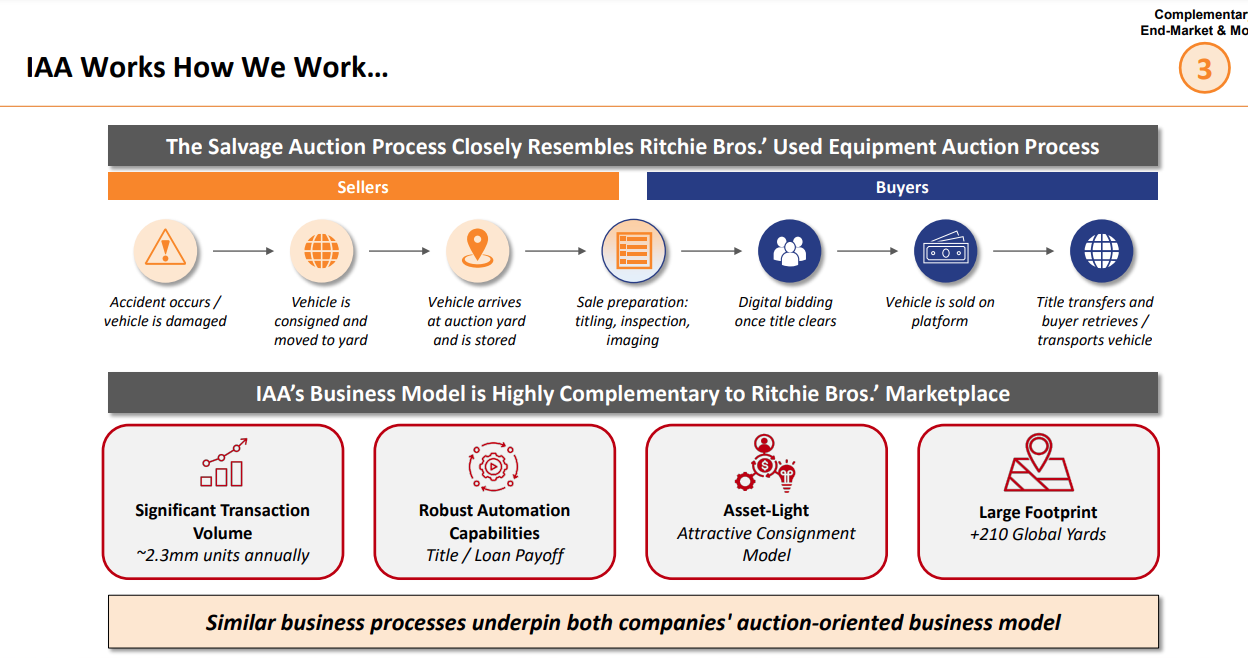 Complementar
End-Market & Mo
3
IAA Works How We Work…
The Salvage Auction Process Closely Resembles Ritchie Bros.’ Used Equipment Auction Process
Sellers
Buyers
Accident occurs /
vehicle is damaged
Vehicle is
consigned and
moved to yard
Vehicle arrives
at auction yard
and is stored
Sale preparation:
titling, inspection,
imaging
Digital bidding
once title clears
Vehicle is sold on
platform
Title transfers and
buyer retrieves /
transports vehicle
IAA’s Business Model is Highly Complementary to Ritchie Bros.’ Marketplace
Significant Transaction
Volume
~2.3mm units annually
Robust Automation
Capabilities
Title / Loan Payoff
Asset-Light
Attractive Consignment
Model
Large Footprint
+210 Global Yards
Similar business processes underpin both companies' auction-oriented business model